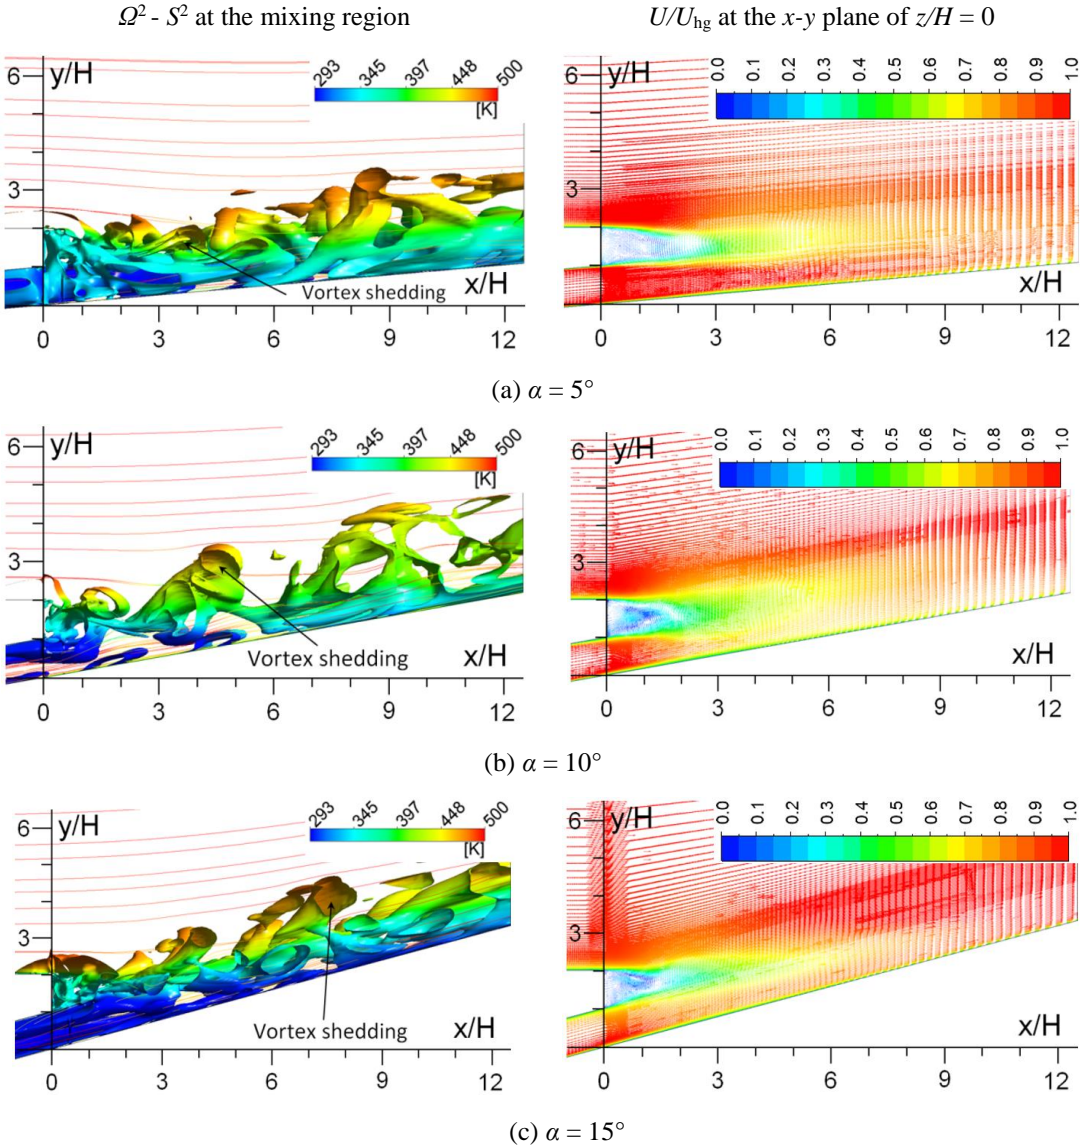 Ω² - S² at the mixing region
U/U_hg at the x-y plane of z/H = 0
y/H
6
3
293 345 397 448 500
[K]
Vortex shedding
x/H
0 3 6 9 12
y/H
6
3
0.0 0.1 0.2 0.3 0.4 0.5 0.6 0.7 0.8 0.9 1.0
x/H
0 3 6 9 12
(a) α = 5°
y/H
6
3
293 345 397 448 500
[K]
Vortex shedding
x/H
0 3 6 9 12
y/H
6
3
0.0 0.1 0.2 0.3 0.4 0.5 0.6 0.7 0.8 0.9 1.0
x/H
0 3 6 9 12
(b) α = 10°
y/H
6
3
293 345 397 448 500
[K]
Vortex shedding
x/H
0 3 6 9 12
y/H
6
3
0.0 0.1 0.2 0.3 0.4 0.5 0.6 0.7 0.8 0.9 1.0
x/H
0 3 6 9 12
(c) α = 15°